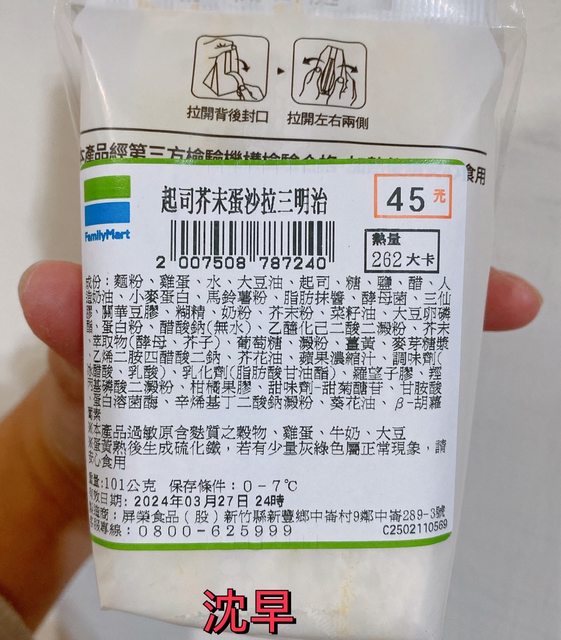 拉開背後封口
拉開左右兩側
本產品經第三方檢驗機構檢驗合格
食用
FamilyMart
起司芥末蛋沙拉三明治
45元
2 007508 787240
熱量
262大卡
成份：麵粉、雞蛋、水、大豆油、起司、糖、鹽、醋、人
造奶油、小麥蛋白、馬鈴薯粉、脂肪抹醬、酵母菌、三仙
膠、關華豆膠、糊精、奶粉、芥末粉、菜籽油、大豆卵磷
酯、蛋白粉、醋酸鈉(無水)、乙醯化己二酸二澱粉、芥末
萃取物(酵母、芥子)、葡萄糖、澱粉、薑黃、麥芽糖漿
、乙烯二胺四醋酸二鈉、芥花油、蘋果濃縮汁、調味劑(
冰醋酸、乳酸)、乳化劑(脂肪酸甘油酯)、羅望子膠、羥
丙基磷酸二澱粉、柑橘果膠、甜味劑-甜菊醣苷、甘胺酸
、蛋白溶菌酶、辛烯基丁二酸鈉澱粉、葵花油、β-胡蘿
蔔素
※本產品過敏原含麩質之穀物、雞蛋、牛奶、大豆
※蛋黃熟後生成硫化鐵，若有少量灰綠色屬正常現象，請
安心食用
重量:101公克 保存條件：0-7℃
有效日期: 2024年03月27日 24時
製造商：屏榮食品（股）新竹縣新豐鄉中崙村9鄰中崙289-3號
客服專線：0800-625999
C2502110569
沈早